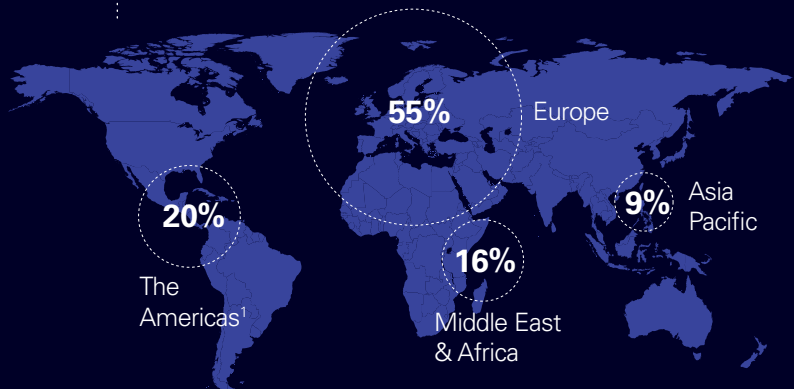 55%
Europe
20%
The
Americas¹
16%
Middle East
& Africa
9%
Asia
Pacific